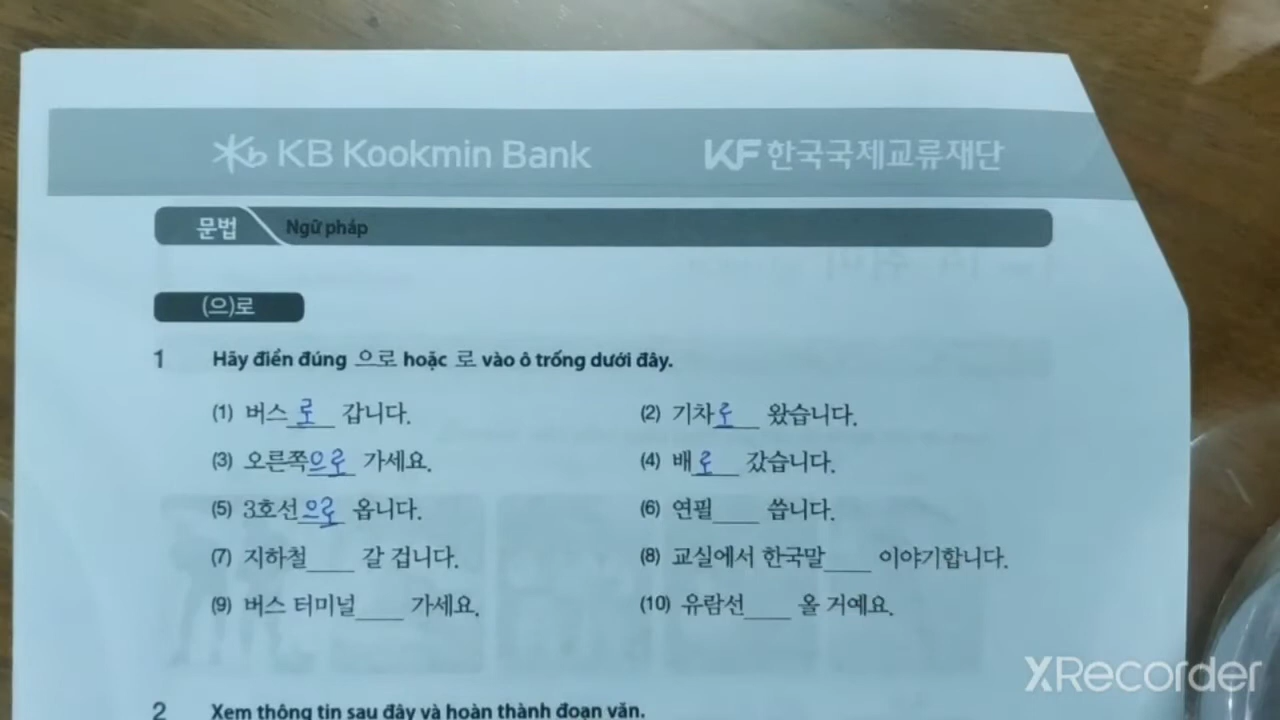 KB Kookmin Bank KF 한국국제교류재단
문법 Ngữ pháp
(으)로
1 Hãy điền đúng 으로 hoặc 로 vào ô trống dưới đây.
(1) 버스 로 갑니다. (2) 기차로 왔습니다.
(3) 오른쪽으로 가세요. (4) 배로 갔습니다.
(5) 3호선으로 옵니다. (6) 연필____ 씁니다.
(7) 지하철____ 갈 겁니다. (8) 교실에서 한국말____ 이야기합니다.
(9) 버스 터미널____ 가세요. (10) 유람선____ 올 거예요.
2 Xem thông tin sau đây và hoàn thành đoạn văn.
XRecorder